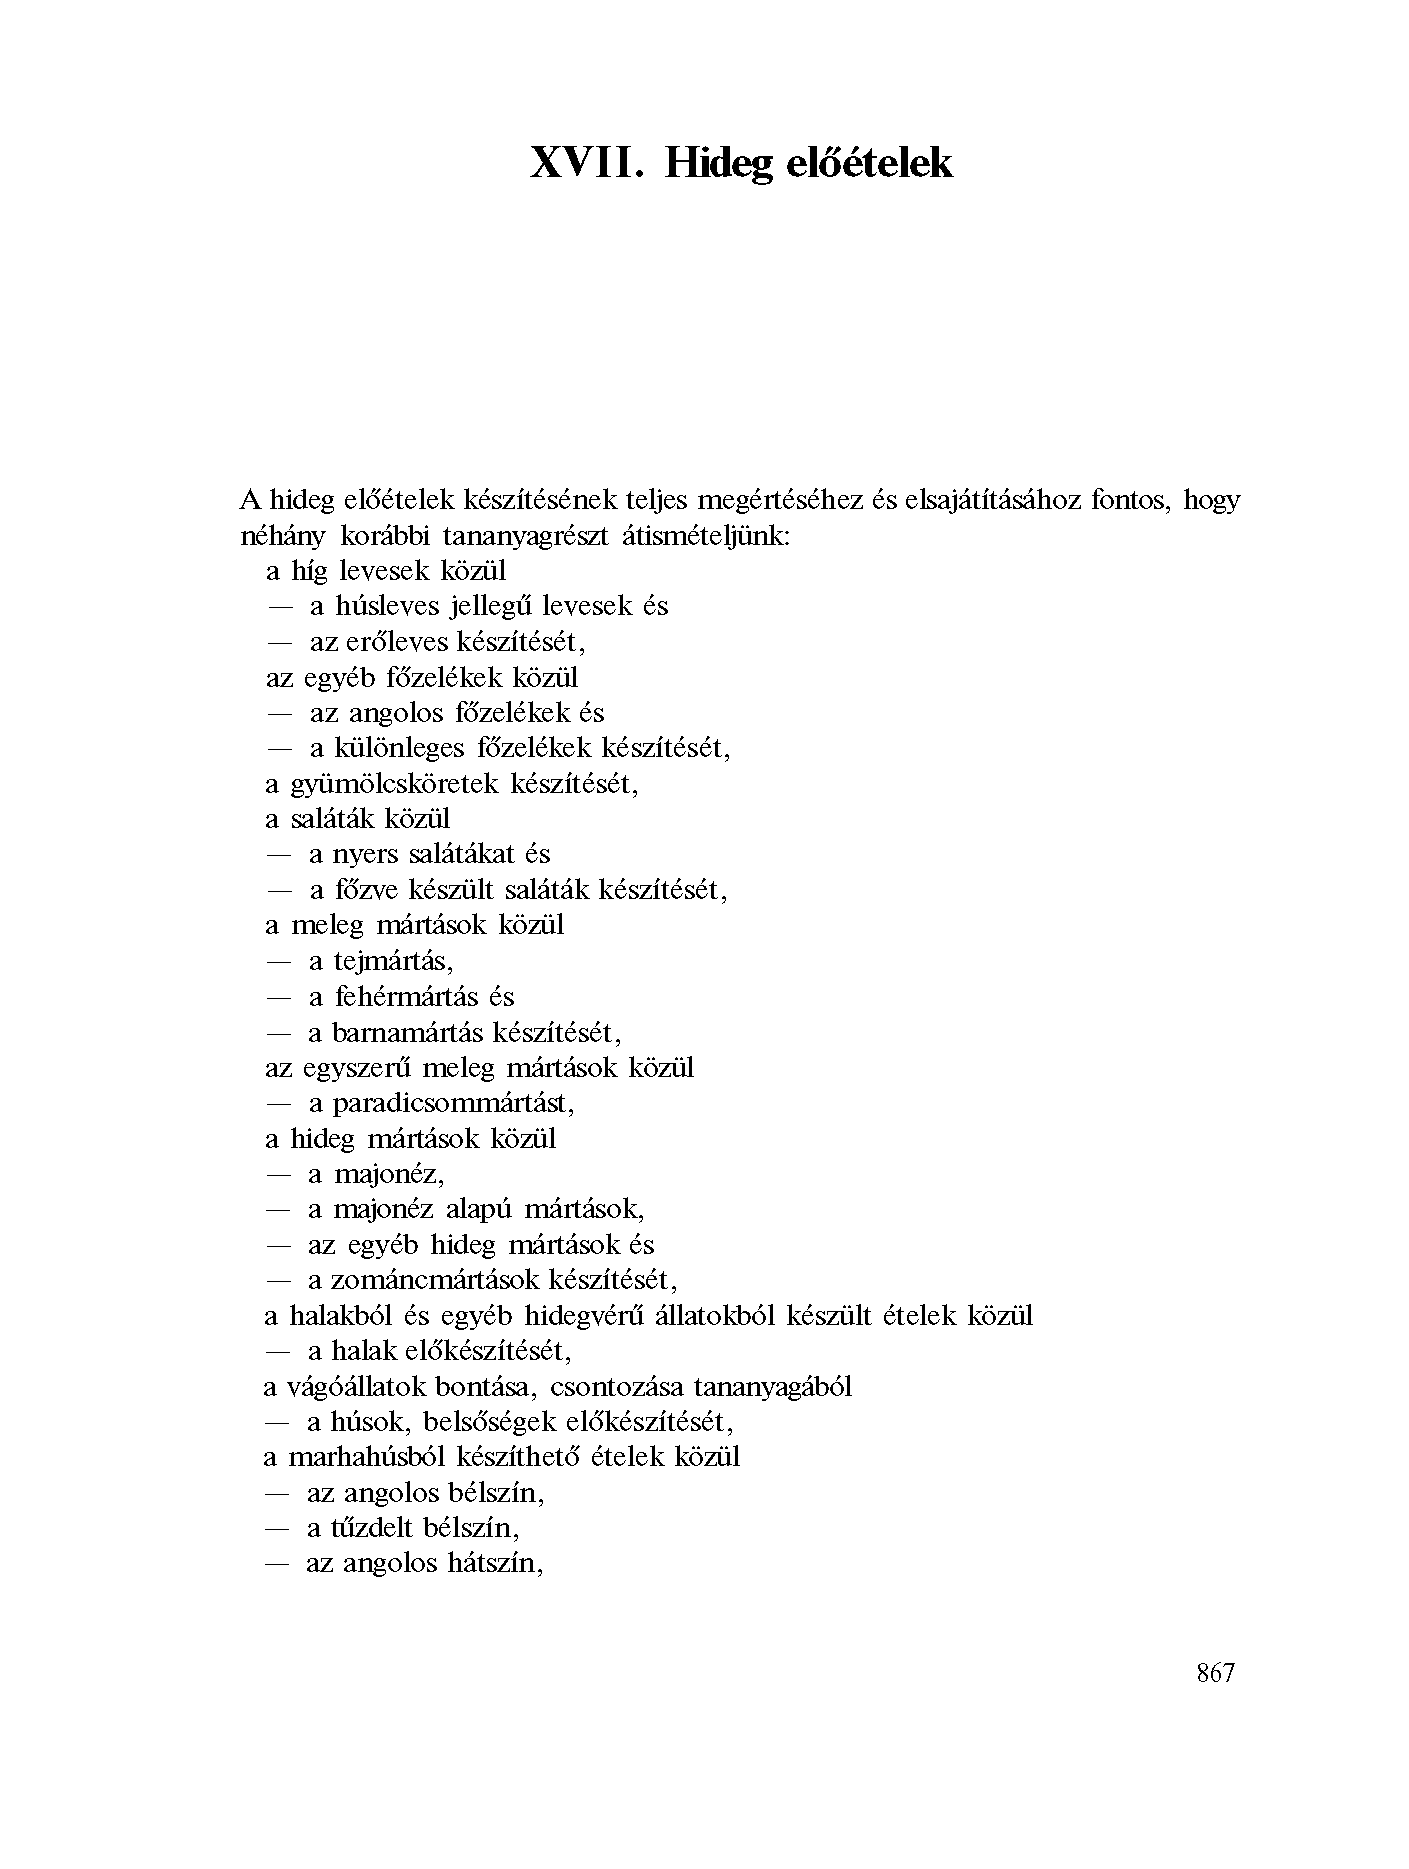 XVII. Hideg előételek
A hideg előételek készítésének teljes megértéséhez és elsajátításához fontos, hogy
néhány korábbi tananyagrészt átismételjünk:
a híg levesek közül
— a húsleves jellegű levesek és
— az erőleves készítését,
az egyéb főzelékek közül
— az angolos főzelékek és
— a különleges főzelékek készítését,
a gyümölcsköretek készítését,
a saláták közül
— a nyers salátákat és
— a főzve készült saláták készítését,
a meleg mártások közül
— a tejmártás,
— a fehérmártás és
— a barnamártás készítését,
az egyszerű meleg mártások közül
— a paradicsommártást,
a hideg mártások közül
— a majonéz,
— a majonéz alapú mártások,
— az egyéb hideg mártások és
— a zománcmártások készítését,
a halakból és egyéb hidegvérű állatokból készült ételek közül
— a halak előkészítését,
a vágóállatok bontása, csontozása tananyagából
— a húsok, belsőségek előkészítését,
a marhahúsból készíthető ételek közül
— az angolos bélszín,
— a tűzdelt bélszín,
— az angolos hátszín,
867